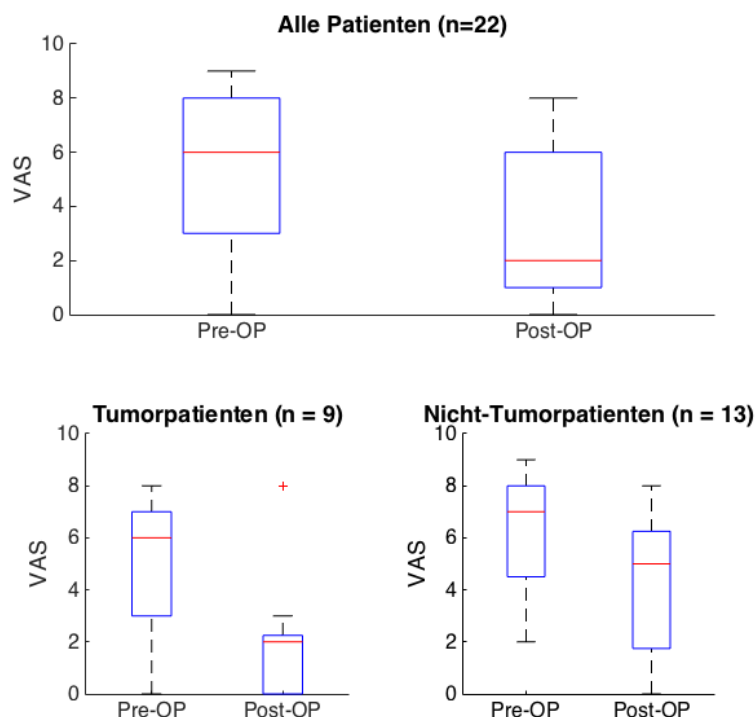 Alle Patienten (n=22)
10
8
6
4
2
0
VAS
Pre-OP
Post-OP
Tumorpatienten (n = 9)
10
8
6
4
2
0
VAS
Pre-OP
Post-OP
Nicht-Tumorpatienten (n = 13)
10
8
6
4
2
0
VAS
Pre-OP
Post-OP